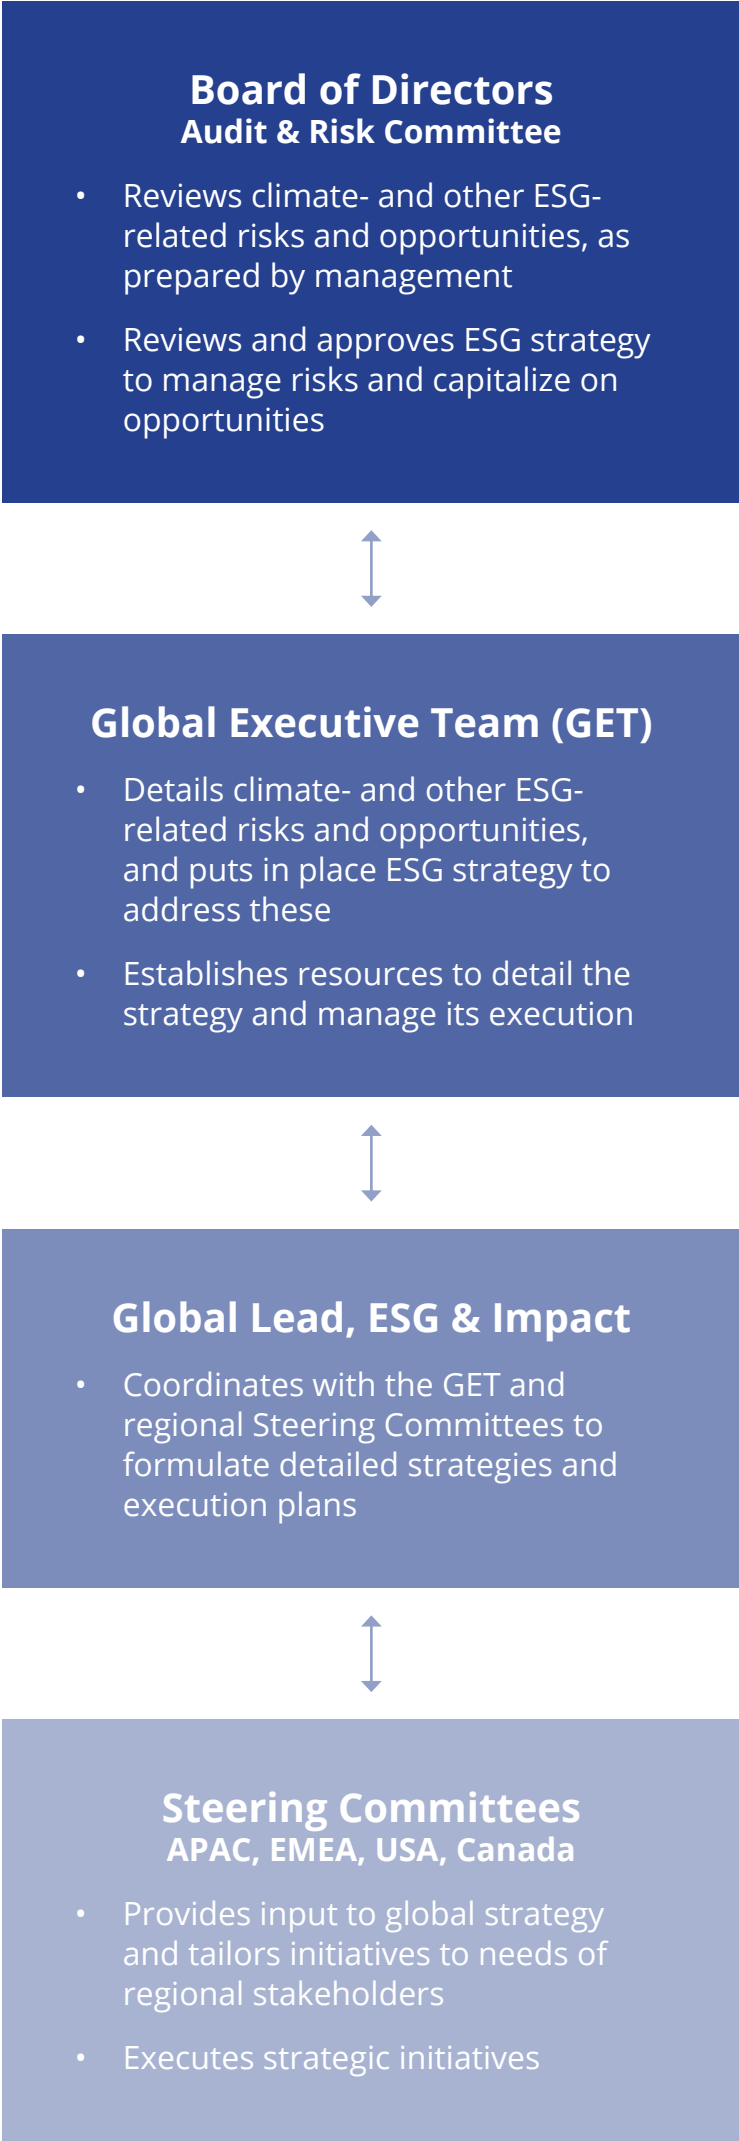 Board of Directors
Audit & Risk Committee
• Reviews climate- and other ESG-
related risks and opportunities, as
prepared by management
• Reviews and approves ESG strategy
to manage risks and capitalize on
opportunities
Global Executive Team (GET)
• Details climate- and other ESG-
related risks and opportunities,
and puts in place ESG strategy to
address these
• Establishes resources to detail the
strategy and manage its execution
Global Lead, ESG & Impact
• Coordinates with the GET and
regional Steering Committees to
formulate detailed strategies and
execution plans
Steering Committees
APAC, EMEA, USA, Canada
• Provides input to global strategy
and tailors initiatives to needs of
regional stakeholders
• Executes strategic initiatives